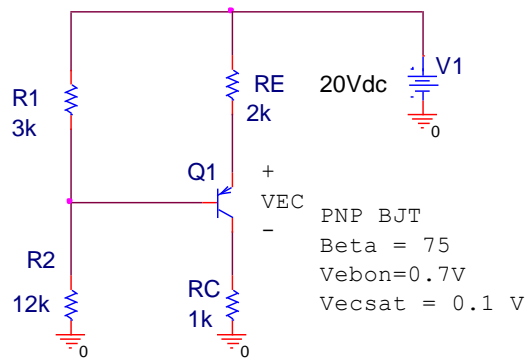 R1
3k
RE
2k
20Vdc
V1
0
Q1
+
VEC
-
PNP BJT
Beta = 75
Vebon=0.7V
Vecsat = 0.1 V
R2
12k
RC
1k
0
0